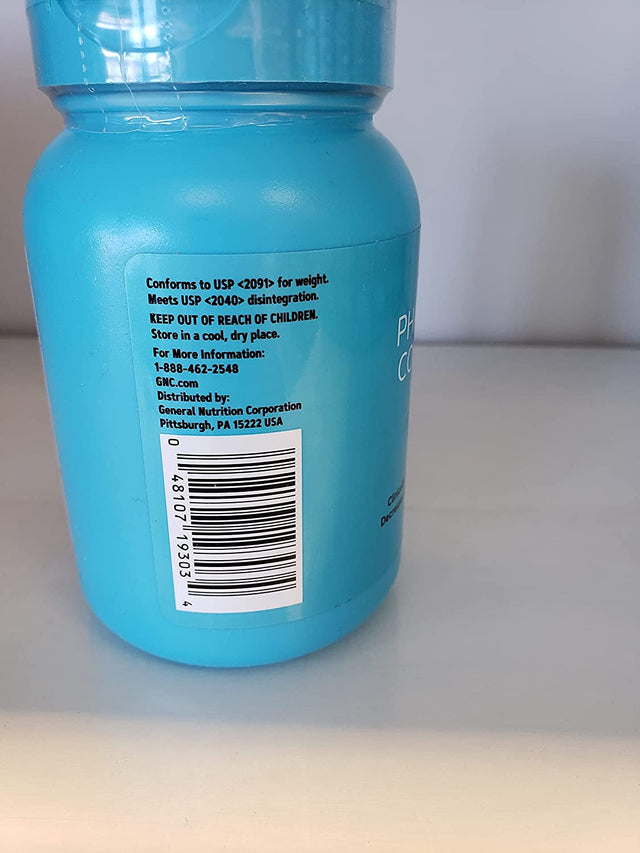 Conforms to USP <2091> for weight.
Meets USP <2040> disintegration.
KEEP OUT OF REACH OF CHILDREN.
Store in a cool, dry place.
For More Information:
1-888-462-2548
GNC.com
Distributed by:
General Nutrition Corporation
Pittsburgh, PA 15222 USA
0 48107 19303 4
PH
CO